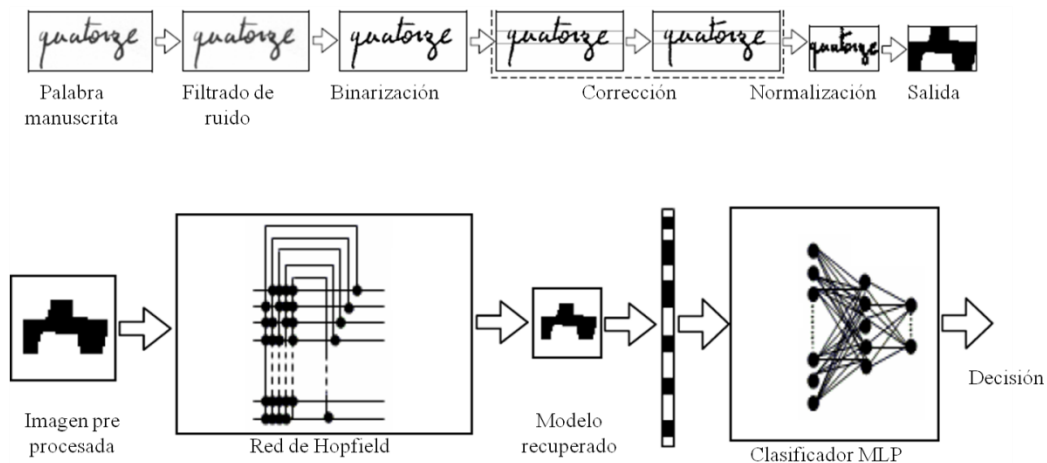 quatorze quatorze quatorze quatorze quatorze quatorze
Palabra manuscrita
Filtrado de ruido
Binarización
Corrección
Normalización
Salida
Imagen pre procesada
Red de Hopfield
Modelo recuperado
Clasificador MLP
Decisión